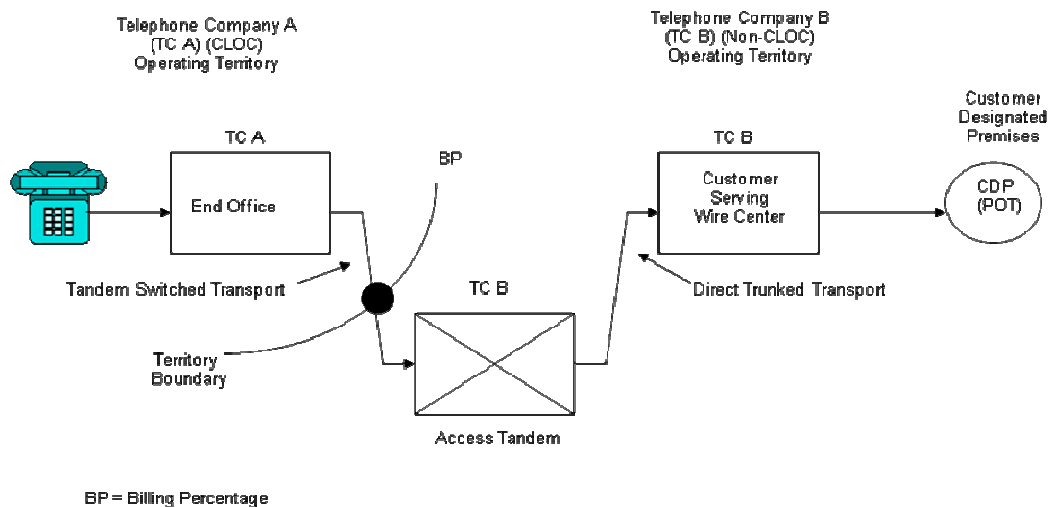 Telephone Company A
(TC A) (CLOC)
Operating Territory
Telephone Company B
(TC B) (Non-CLOC)
Operating Territory
Customer
Designated
Premises
TC A
BP
TC B
End Office
Customer
Serving
Wire Center
CDP
(POT)
Tandem Switched Transport
TC B
Direct Trunked Transport
Territory
Boundary
Access Tandem
BP = Billing Percentage